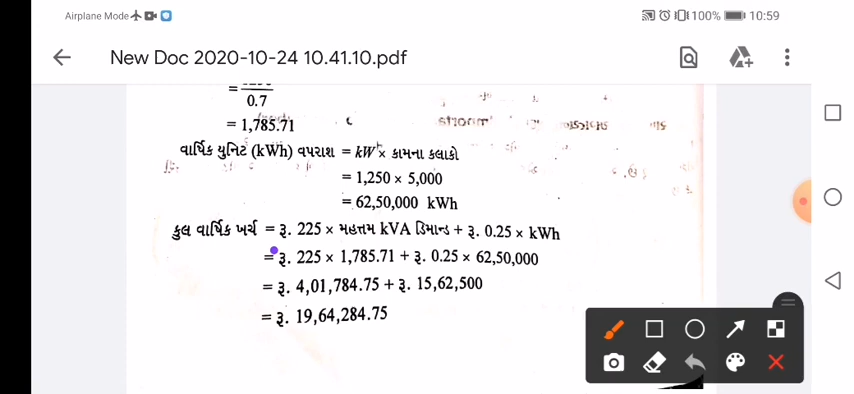 Airplane Mode 100% 10:59
New Doc 2020-10-24 10.41.10.pdf
=
0.7
= 1,785.71
વાર્ષિક યુનિટ (kWh) વપરાશ = kW × કામના કલાકો
= 1,250 × 5,000
= 62,50,000 kWh
કુલ વાર્ષિક ખર્ચ = રૂ. 225 × મહત્તમ kVA ડિમાન્ડ + રૂ. 0.25 × kWh
= રૂ. 225 × 1,785.71 + રૂ. 0.25 × 62,50,000
= રૂ. 4,01,784.75 + રૂ. 15,62,500
= રૂ. 19,64,284.75